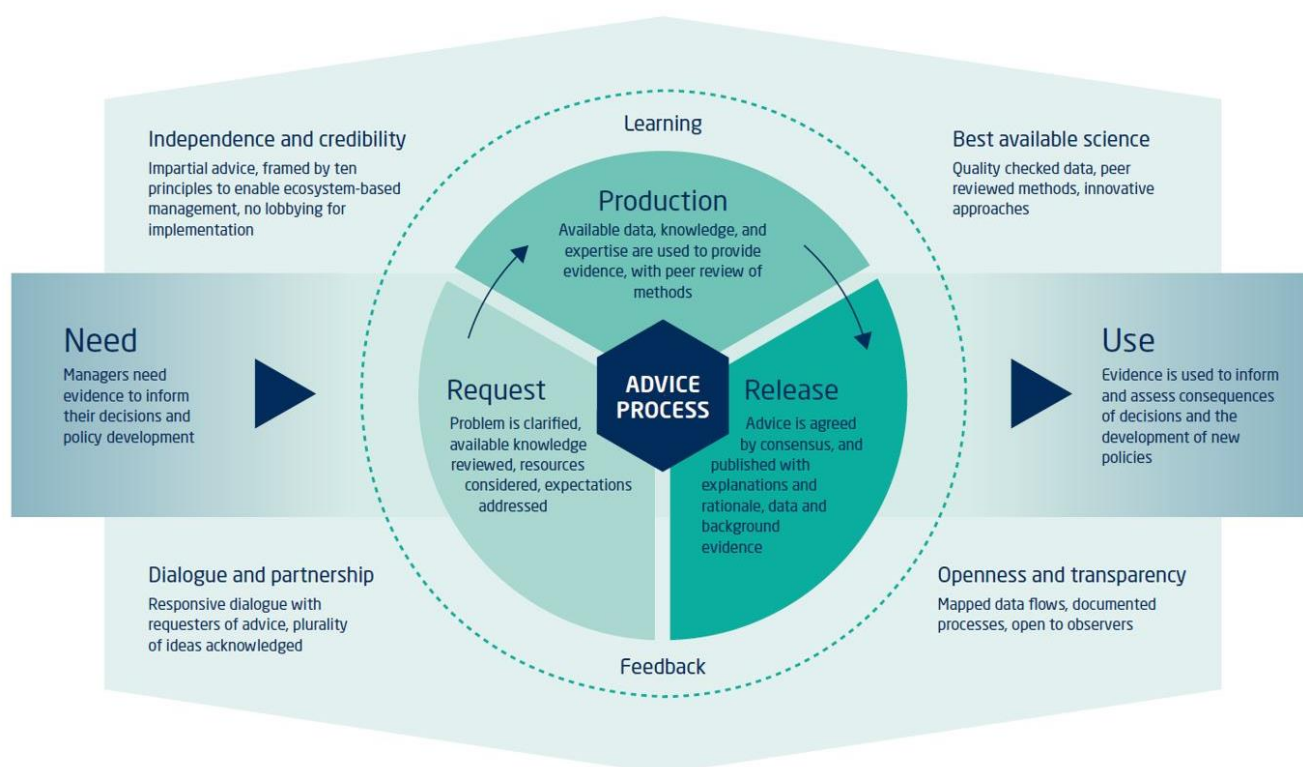 Learning
Independence and credibility
Impartial advice, framed by ten
principles to enable ecosystem-based
management, no lobbying for
implementation
Best available science
Quality checked data, peer
reviewed methods, innovative
approaches
Production
Available data, knowledge, and
expertise are used to provide
evidence, with peer review of
methods
Need
Managers need
evidence to inform
their decisions and
policy development
Request
Problem is clarified,
available knowledge
reviewed, resources
considered, expectations
addressed
ADVICE
PROCESS
Release
Advice is agreed
by consensus, and
published with
explanations and
rationale, data and
background
evidence
Use
Evidence is used to inform
and assess consequences
of decisions and the
development of new
policies
Dialogue and partnership
Responsive dialogue with
requesters of advice, plurality
of ideas acknowledged
Openness and transparency
Mapped data flows, documented
processes, open to observers
Feedback